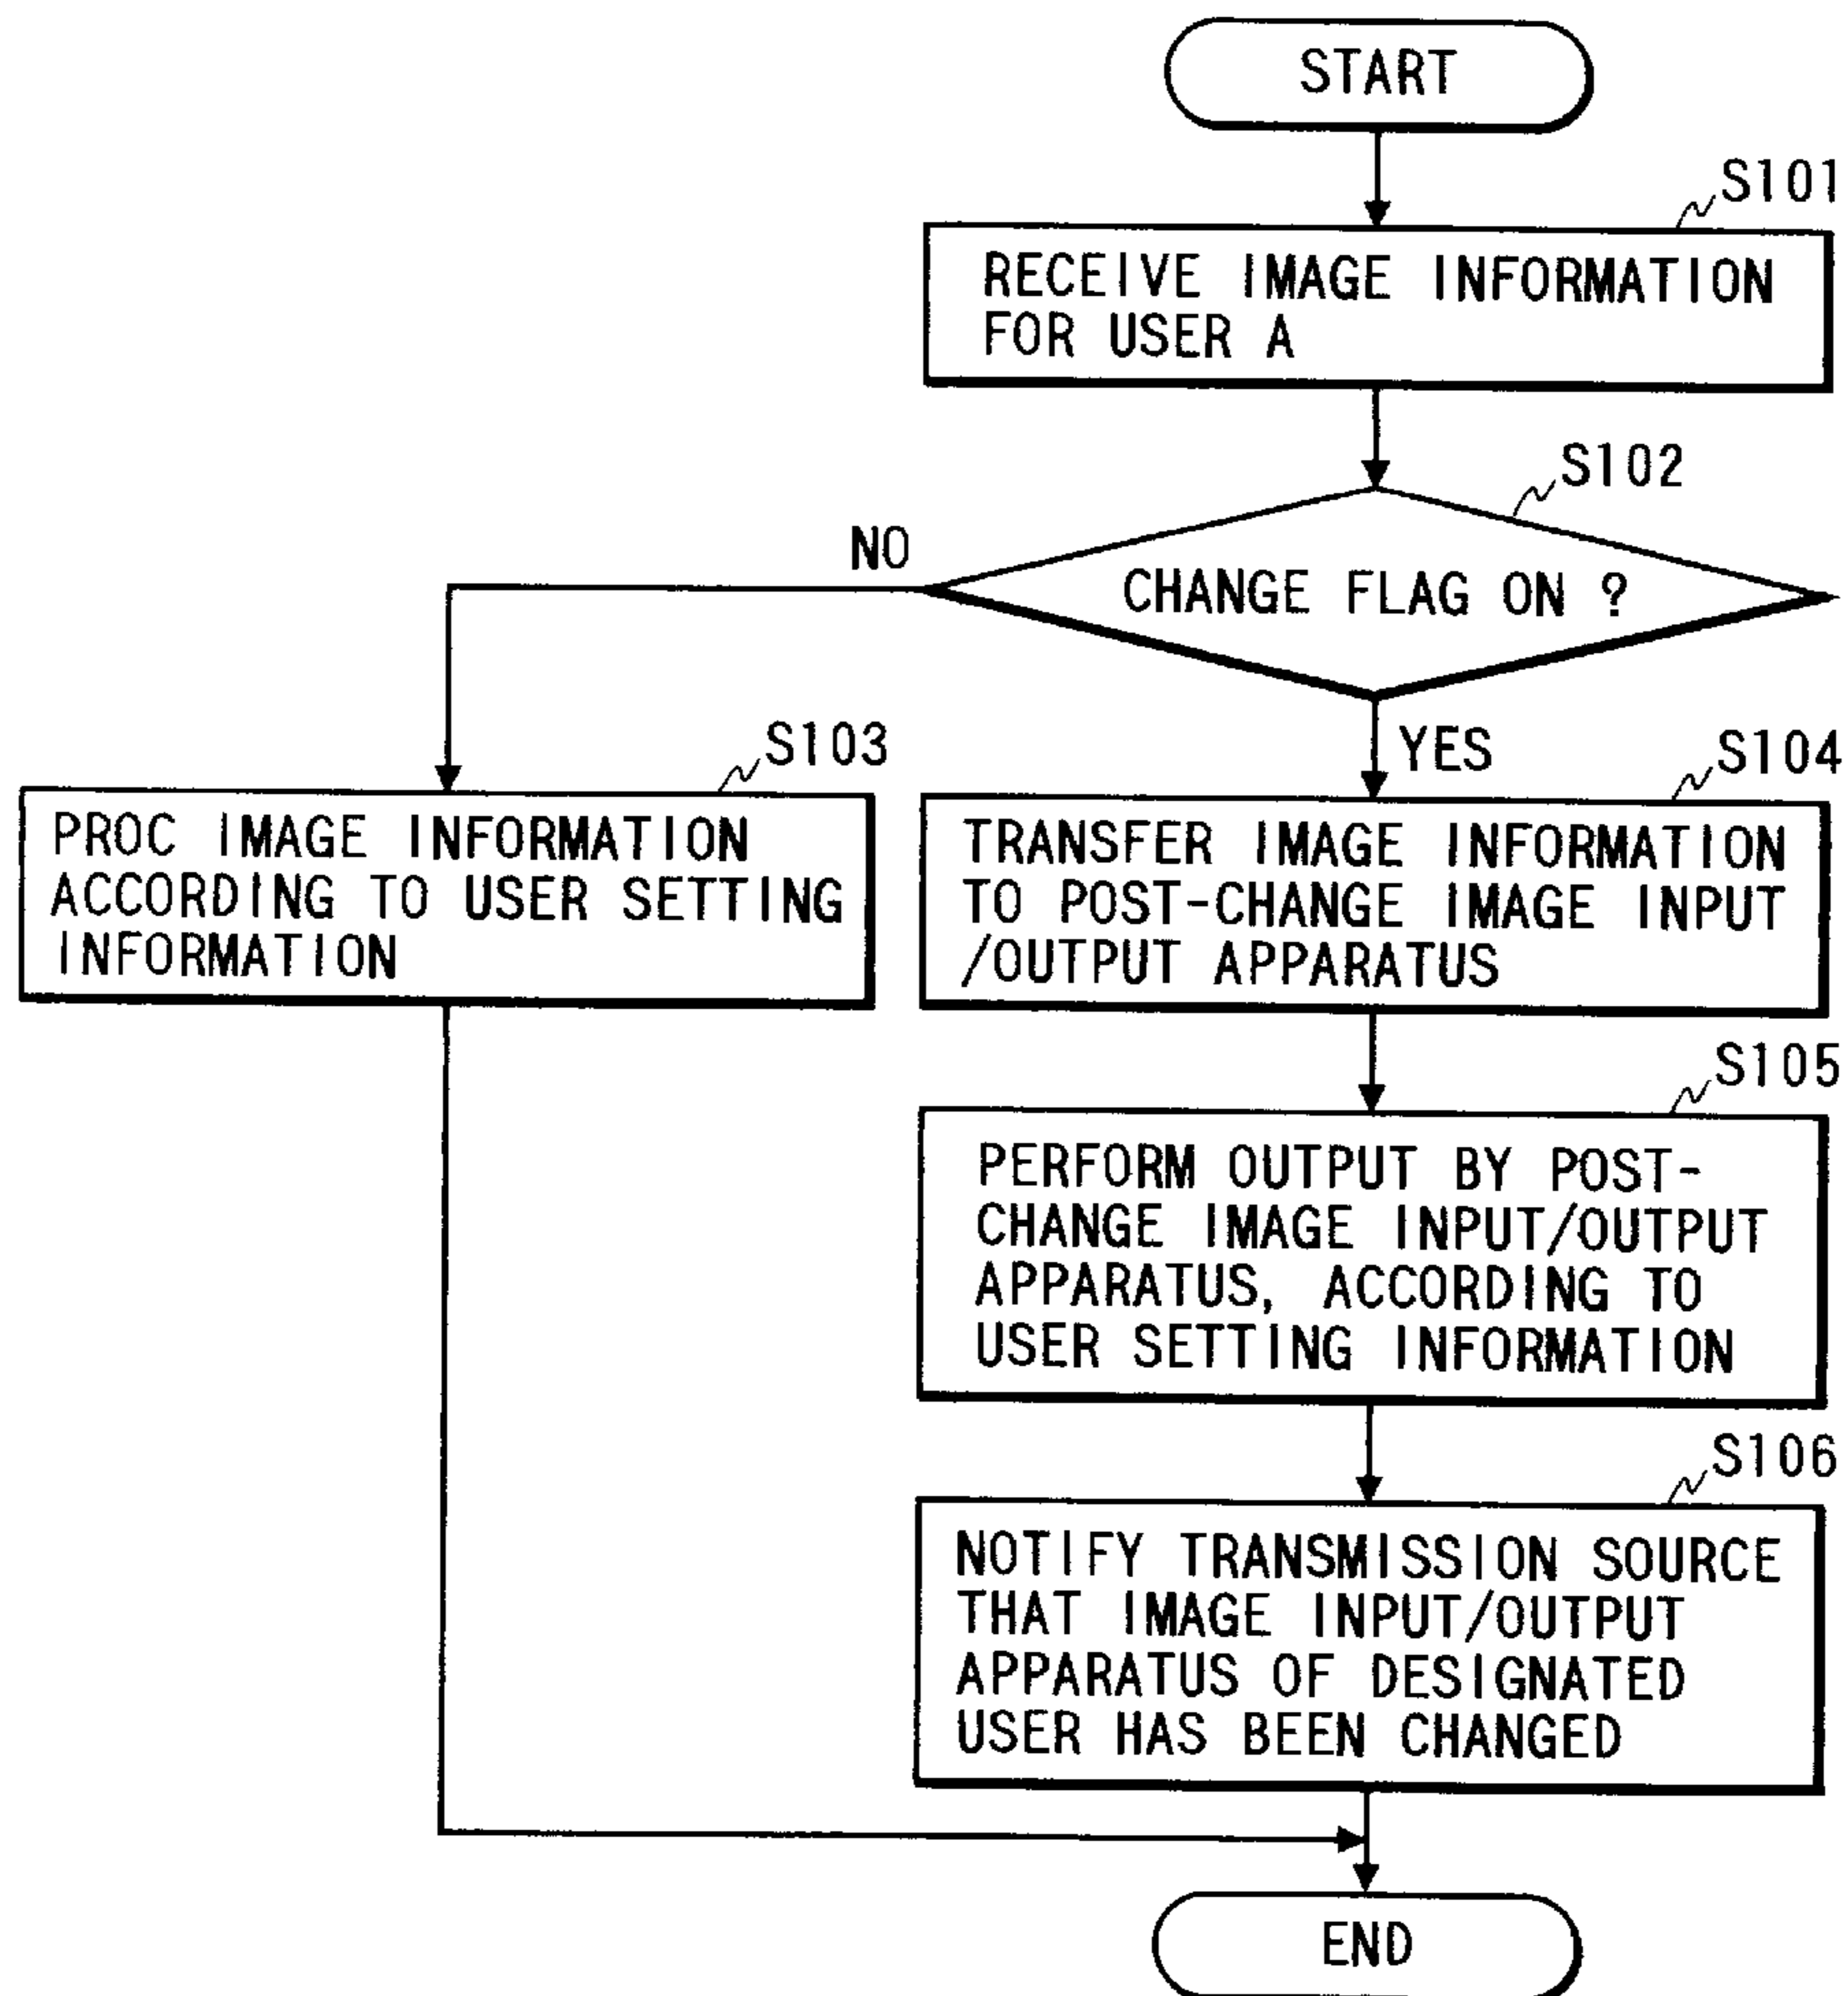 START
S101
RECEIVE IMAGE INFORMATION
FOR USER A
S102
CHANGE FLAG ON ?
NO
YES
S103
PROC IMAGE INFORMATION
ACCORDING TO USER SETTING
INFORMATION
S104
TRANSFER IMAGE INFORMATION
TO POST-CHANGE IMAGE INPUT
/OUTPUT APPARATUS
S105
PERFORM OUTPUT BY POST-
CHANGE IMAGE INPUT/OUTPUT
APPARATUS, ACCORDING TO
USER SETTING INFORMATION
S106
NOTIFY TRANSMISSION SOURCE
THAT IMAGE INPUT/OUTPUT
APPARATUS OF DESIGNATED
USER HAS BEEN CHANGED
END